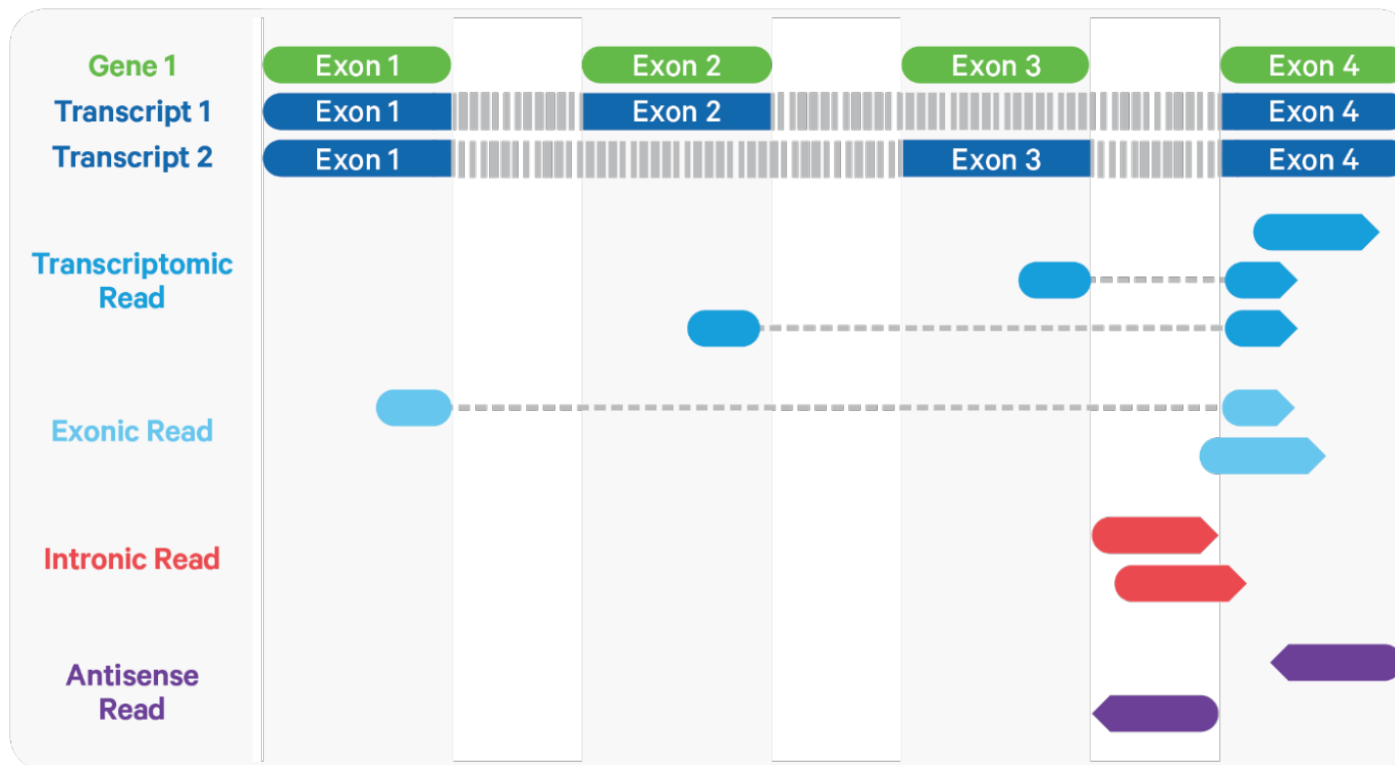 Gene 1 Exon 1 Exon 2 Exon 3 Exon 4
Transcript 1 Exon 1 Exon 2 Exon 4
Transcript 2 Exon 1 Exon 3 Exon 4
Transcriptomic
Read
Exonic Read
Intronic Read
Antisense
Read